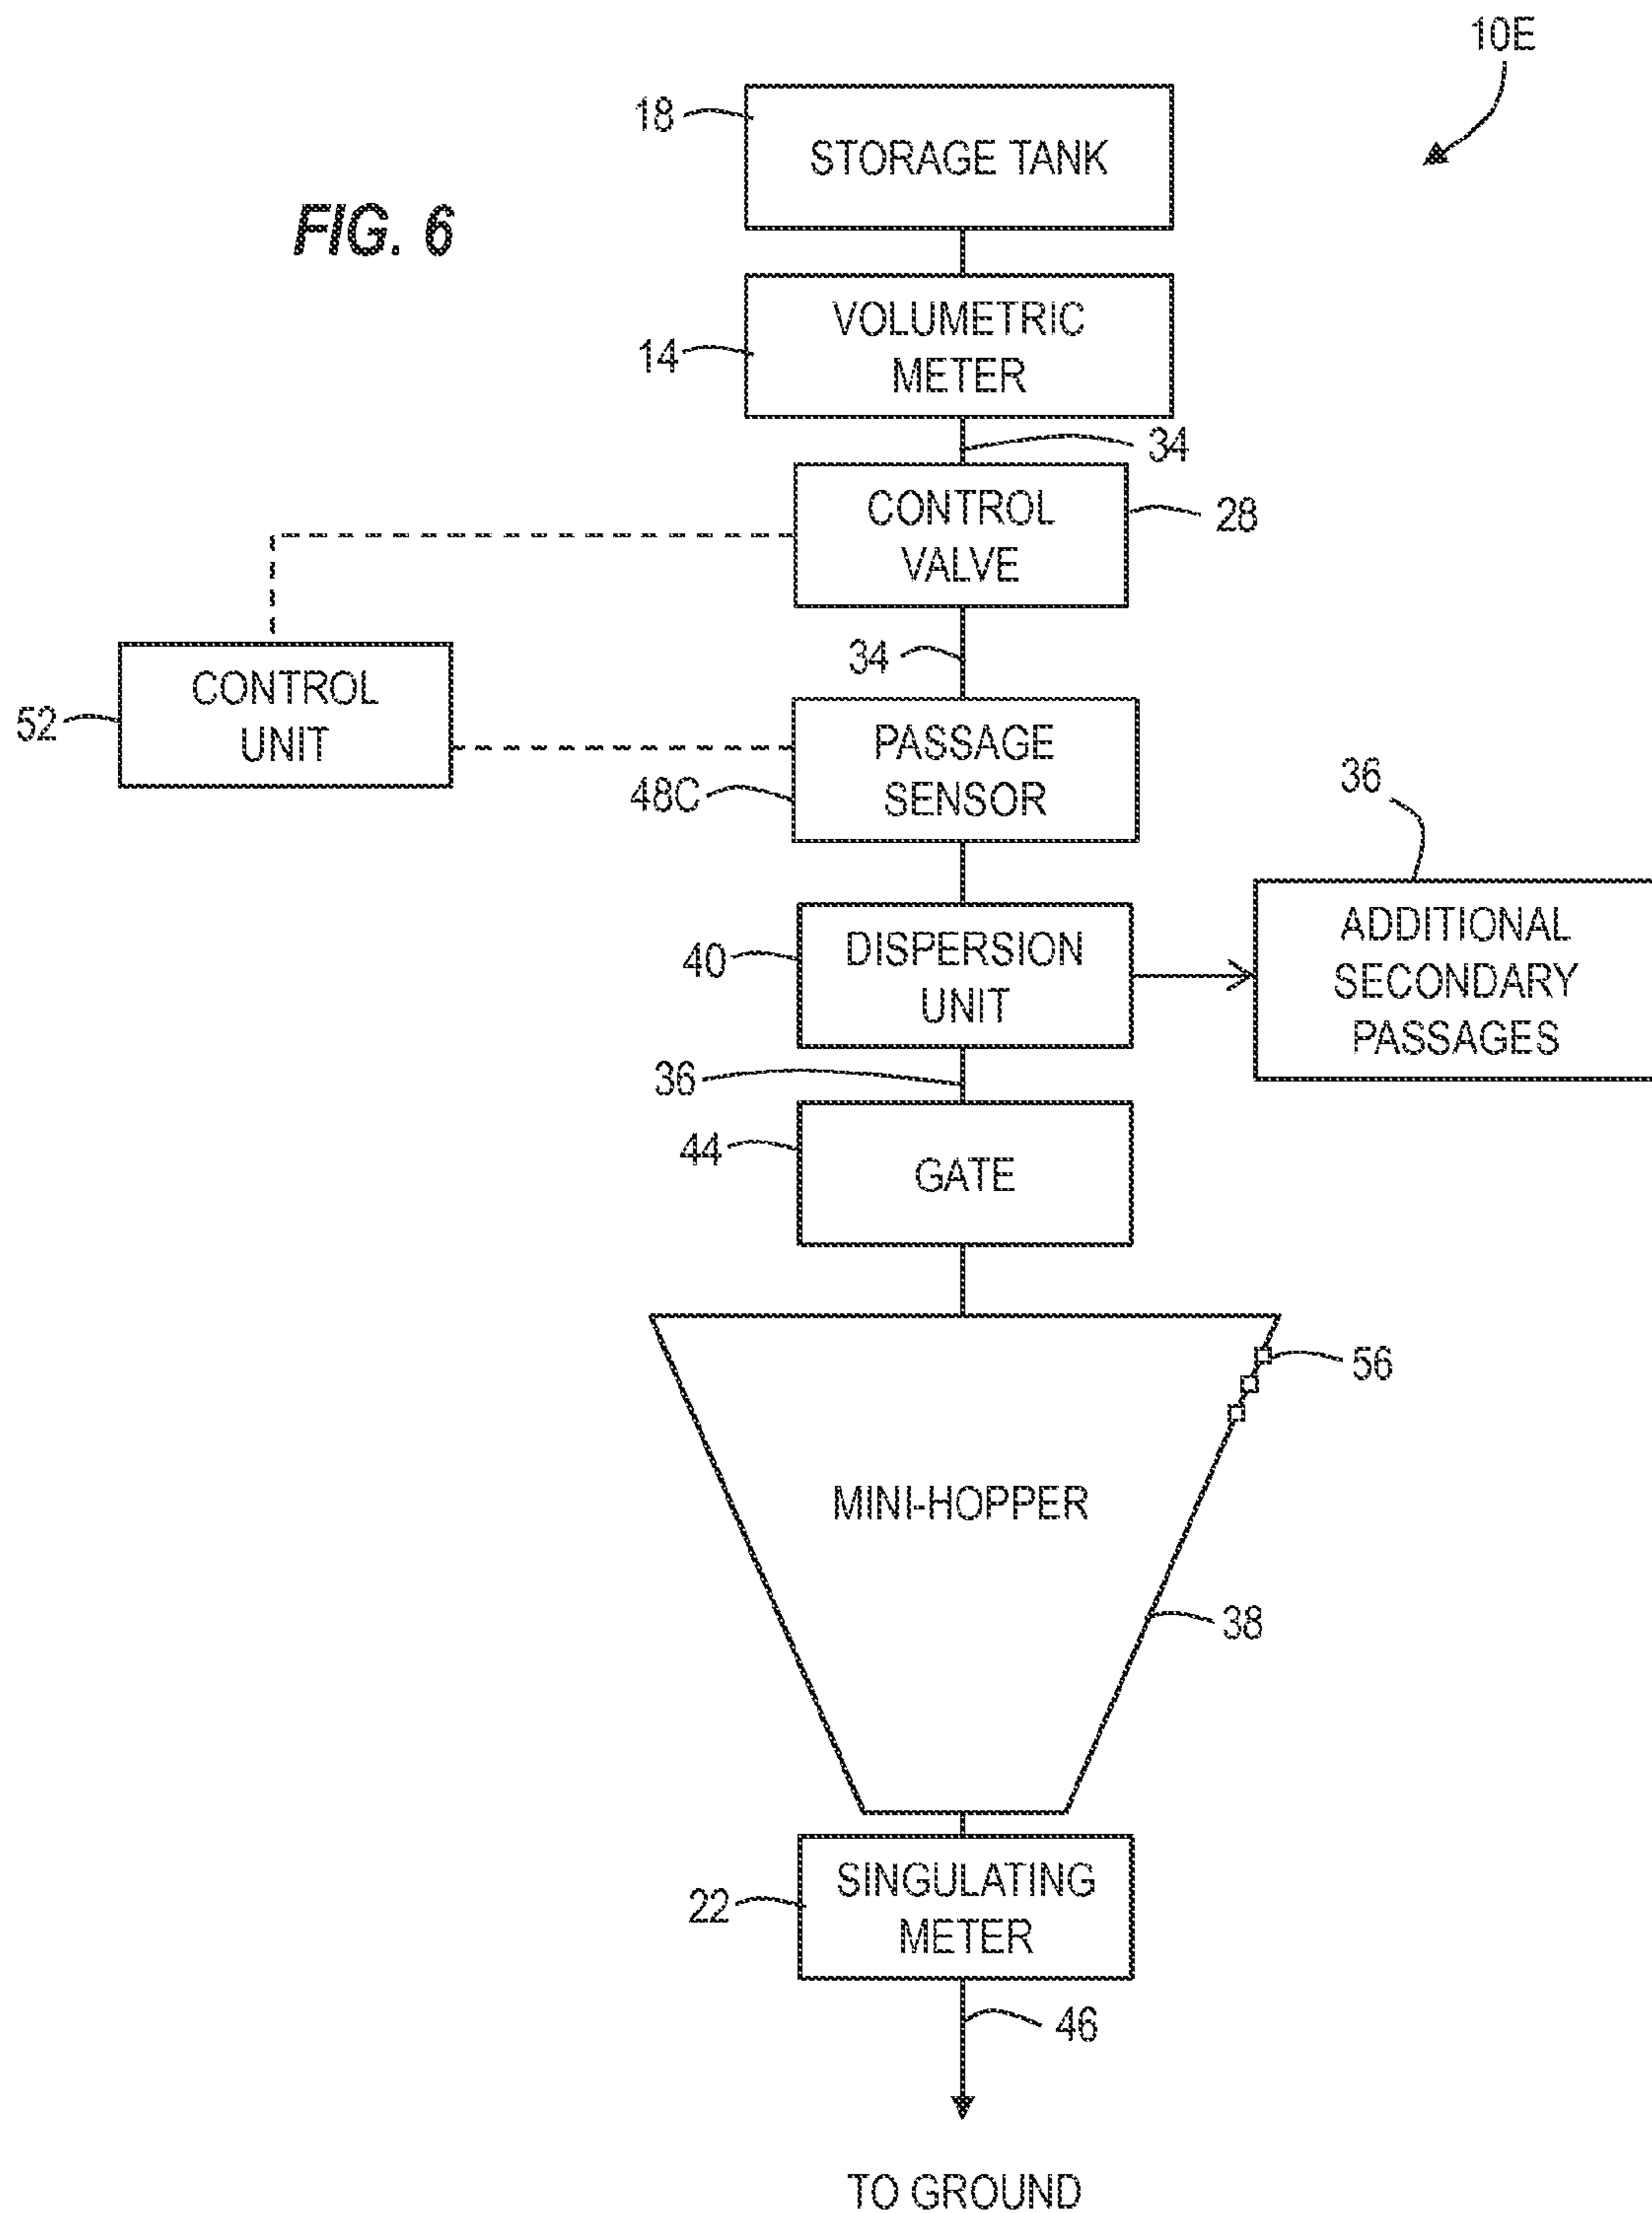 10E
18
STORAGE TANK
FIG. 6
VOLUMETRIC
METER
14
34
CONTROL
VALVE
28
34
CONTROL
UNIT
52
PASSAGE
SENSOR
48C
36
ADDITIONAL
SECONDARY
PASSAGES
DISPERSION
UNIT
40
36
44
GATE
56
MINI-HOPPER
38
SINGULATING
METER
22
46
TO GROUND